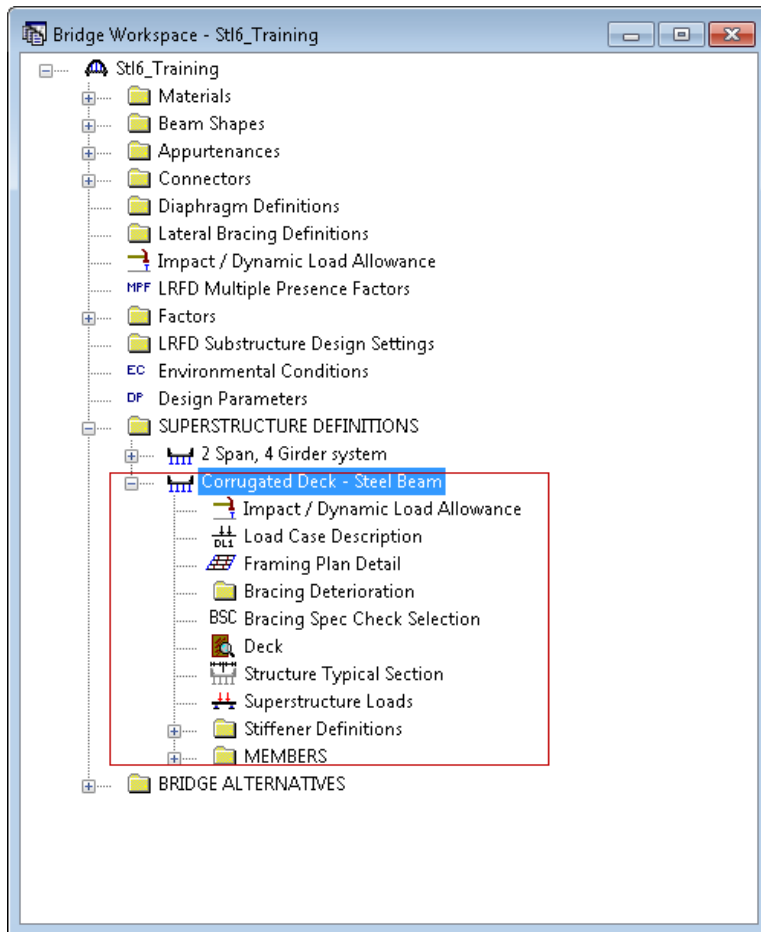 Bridge Workspace - Stl6_Training
Stl6_Training
Materials
Beam Shapes
Appurtenances
Connectors
Diaphragm Definitions
Lateral Bracing Definitions
Impact / Dynamic Load Allowance
MPF LRFD Multiple Presence Factors
Factors
LRFD Substructure Design Settings
EC Environmental Conditions
DP Design Parameters
SUPERSTRUCTURE DEFINITIONS
2 Span, 4 Girder system
Corrugated Deck - Steel Beam
Impact / Dynamic Load Allowance
DL1 Load Case Description
Framing Plan Detail
Bracing Deterioration
BSC Bracing Spec Check Selection
Deck
Structure Typical Section
Superstructure Loads
Stiffener Definitions
MEMBERS
BRIDGE ALTERNATIVES